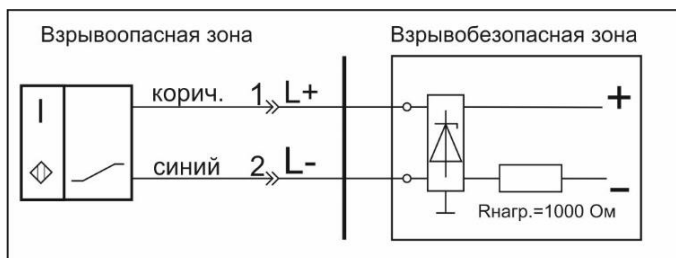 Взрывоопасная зона
Взрывобезопасная зона
корич. 1 L+
+
синий 2 L-
−
Rнагр.=1000 Ом